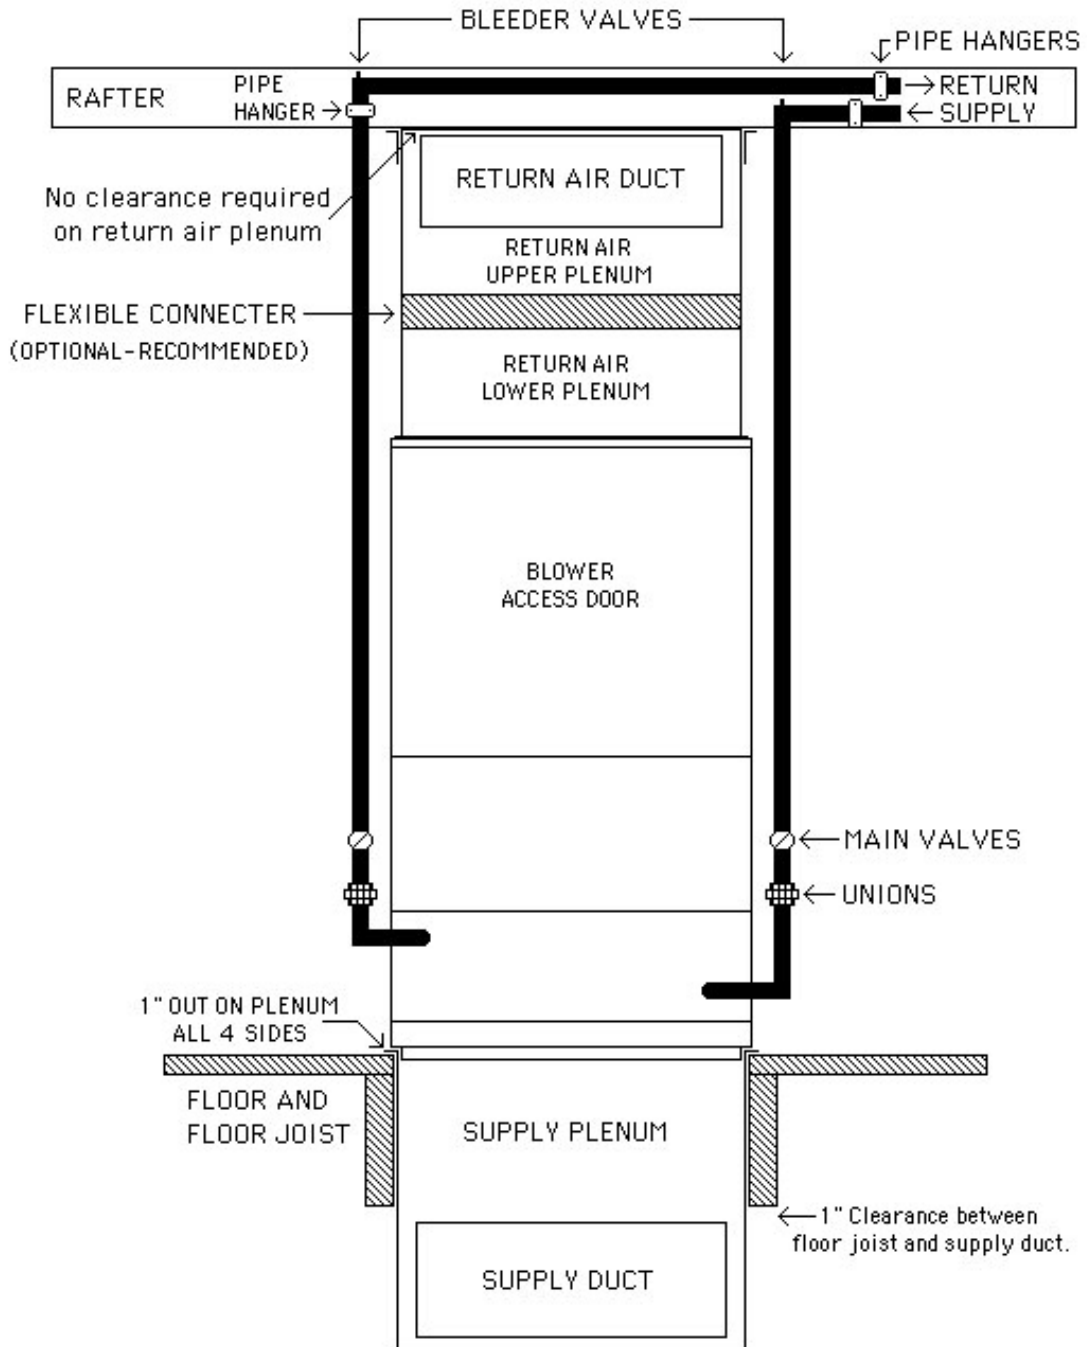 BLEEDER VALVES
PIPE HANGERS
RAFTER
PIPE
HANGER
RETURN
SUPPLY
RETURN AIR DUCT
No clearance required
on return air plenum
RETURN AIR
UPPER PLENUM
FLEXIBLE CONNECTER
(OPTIONAL-RECOMMENDED)
RETURN AIR
LOWER PLENUM
BLOWER
ACCESS DOOR
MAIN VALVES
UNIONS
1" OUT ON PLENUM
ALL 4 SIDES
FLOOR AND
FLOOR JOIST
SUPPLY PLENUM
1" Clearance between
floor joist and supply duct.
SUPPLY DUCT